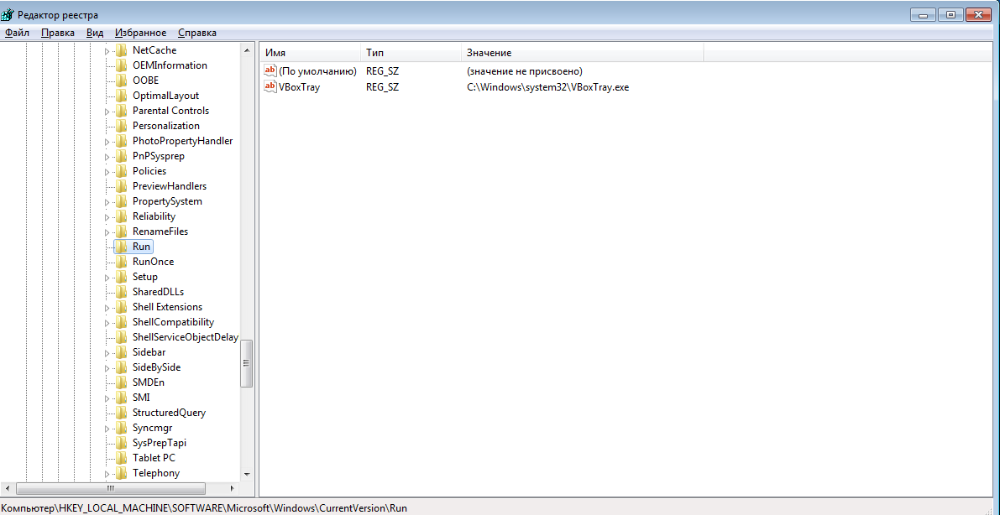 Редактор реестра
Файл Правка Вид Избранное Справка
NetCache
OEMInformation
OOBE
OptimalLayout
Parental Controls
Personalization
PhotoPropertyHandler
PnPSysprep
Policies
PreviewHandlers
PropertySystem
Reliability
RenameFiles
Run
RunOnce
Setup
SharedDLLs
Shell Extensions
ShellCompatibility
ShellServiceObjectDelay
Sidebar
SideBySide
SMDEn
SMI
StructuredQuery
Syncmgr
SysPrepTapi
Tablet PC
Telephony
Имя Тип Значение
(По умолчанию) REG_SZ (значение не присвоено)
VBoxTray REG_SZ C:\Windows\system32\VBoxTray.exe
Компьютер\HKEY_LOCAL_MACHINE\SOFTWARE\Microsoft\Windows\CurrentVersion\Run